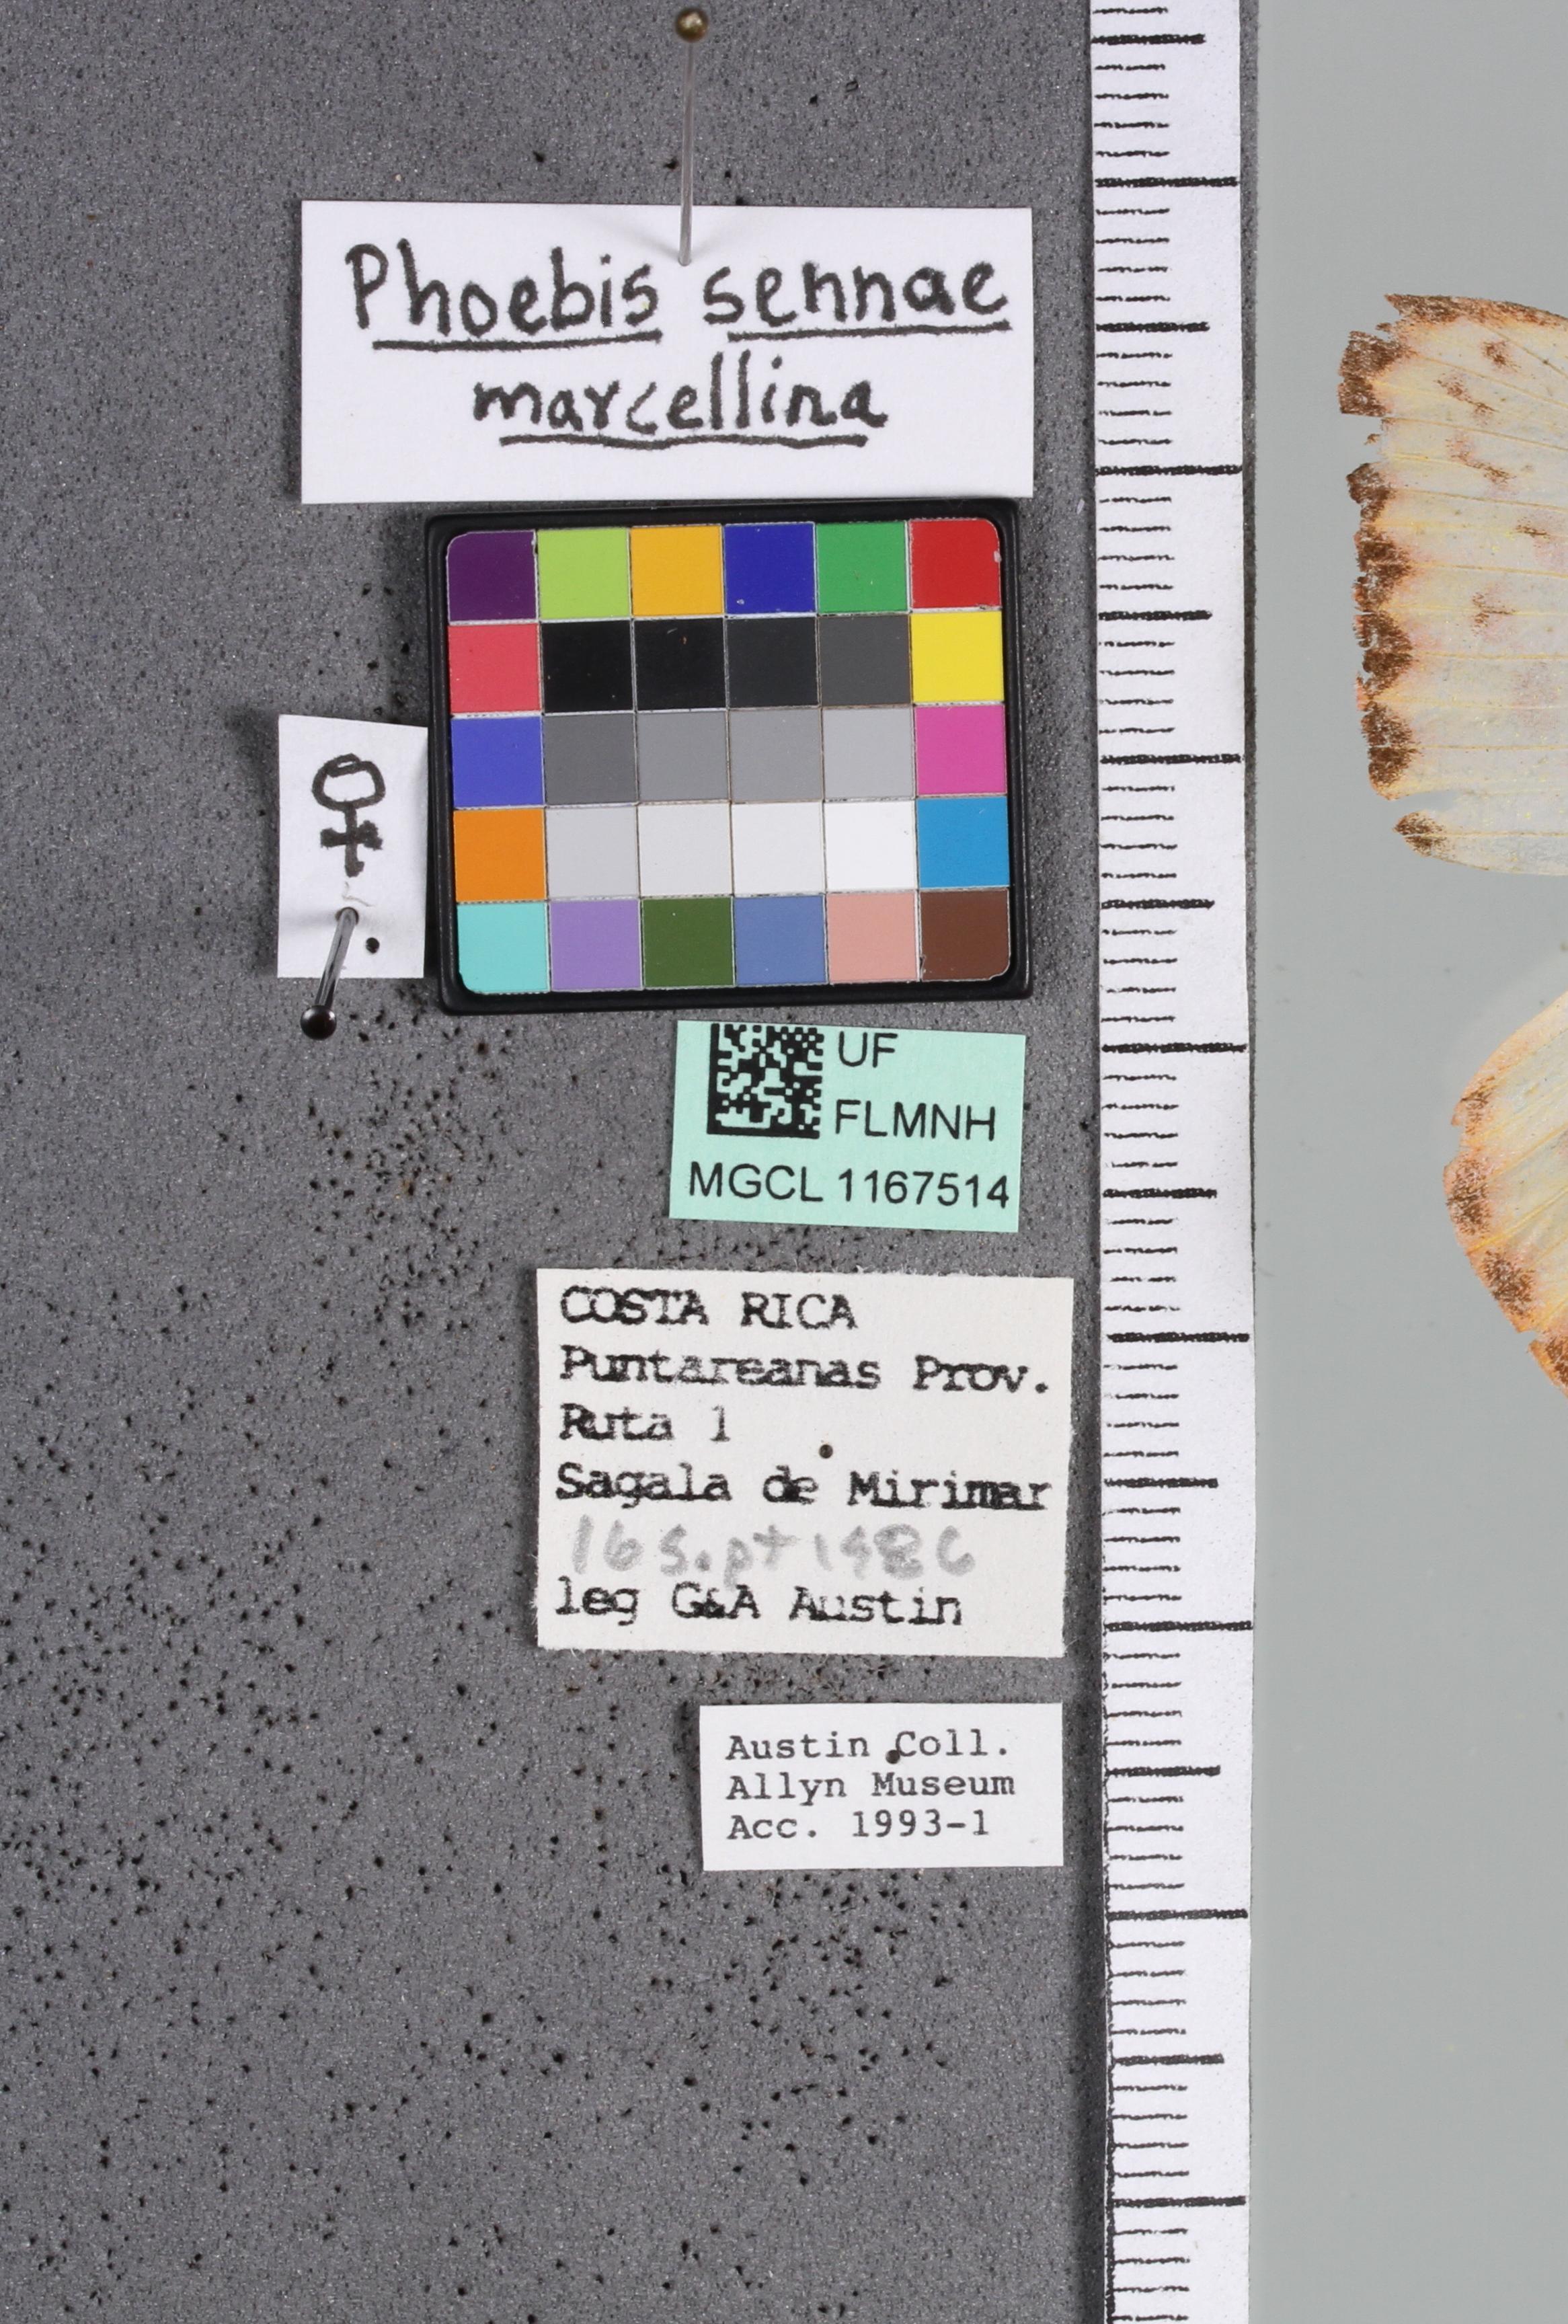 Phoebis sennae
marcellina
♀
UF
FLMNH
MGCL 1167514
COSTA RICA
Puntareanas Prov.
Ruta 1
Sagala de Mirimar
16 Sept 1986
leg G&A Austin
Austin Coll.
Allyn Museum
Acc. 1993-1